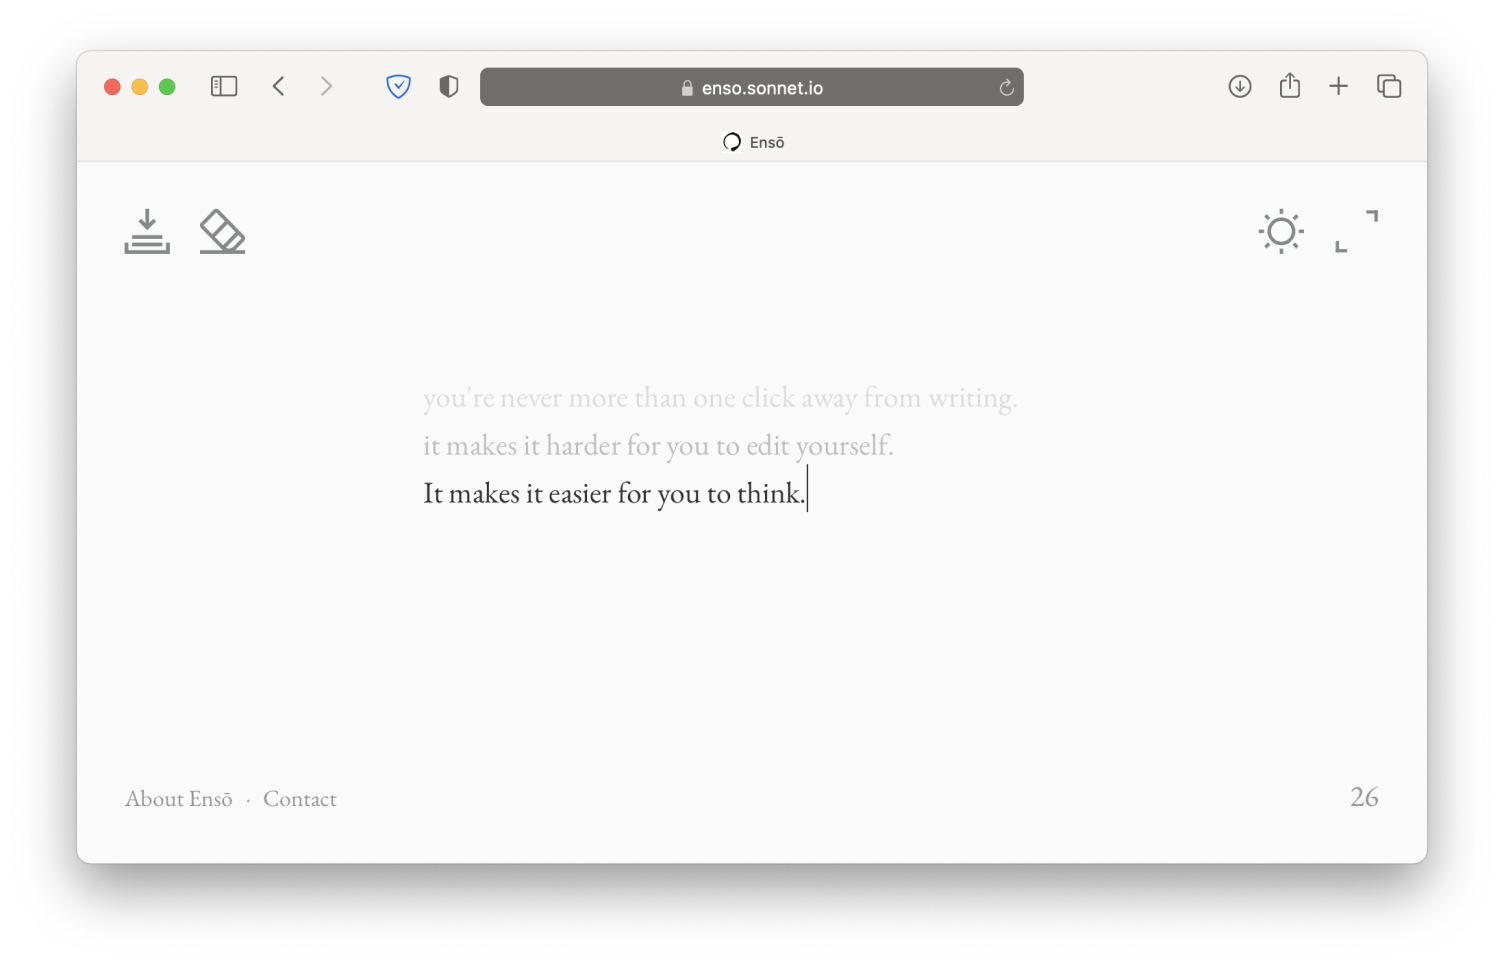 enso.sonnet.io
Ensō
you're never more than one click away from writing.
it makes it harder for you to edit yourself.
It makes it easier for you to think.
About Ensō · Contact
26